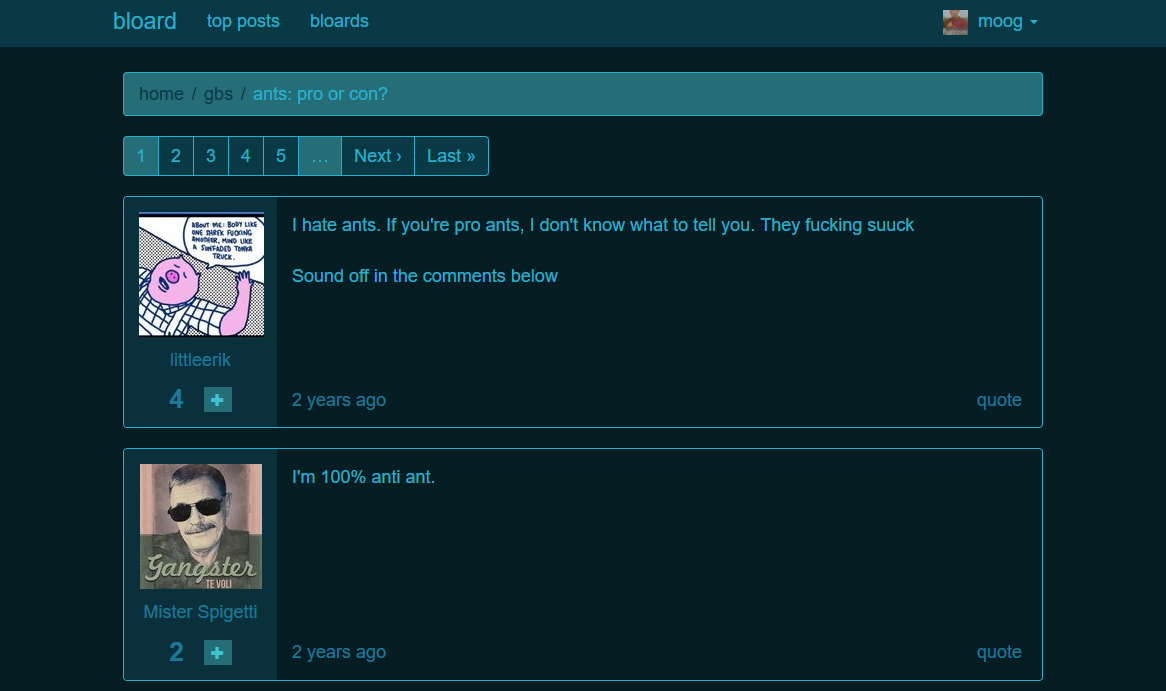 bloard top posts bloards moog
home / gbs / ants: pro or con?
1 2 3 4 5 … Next › Last »
ABOUT ME: BODY LIKE
ONE SHREK FUCKING
ANOTHER, MIND LIKE
A SUNFADED TONKA
TRUCK.
I hate ants. If you're pro ants, I don't know what to tell you. They fucking suuck
Sound off in the comments below
littleerik
4 +
2 years ago quote
Gangster
TE VOLI
I'm 100% anti ant.
Mister Spigetti
2 +
2 years ago quote